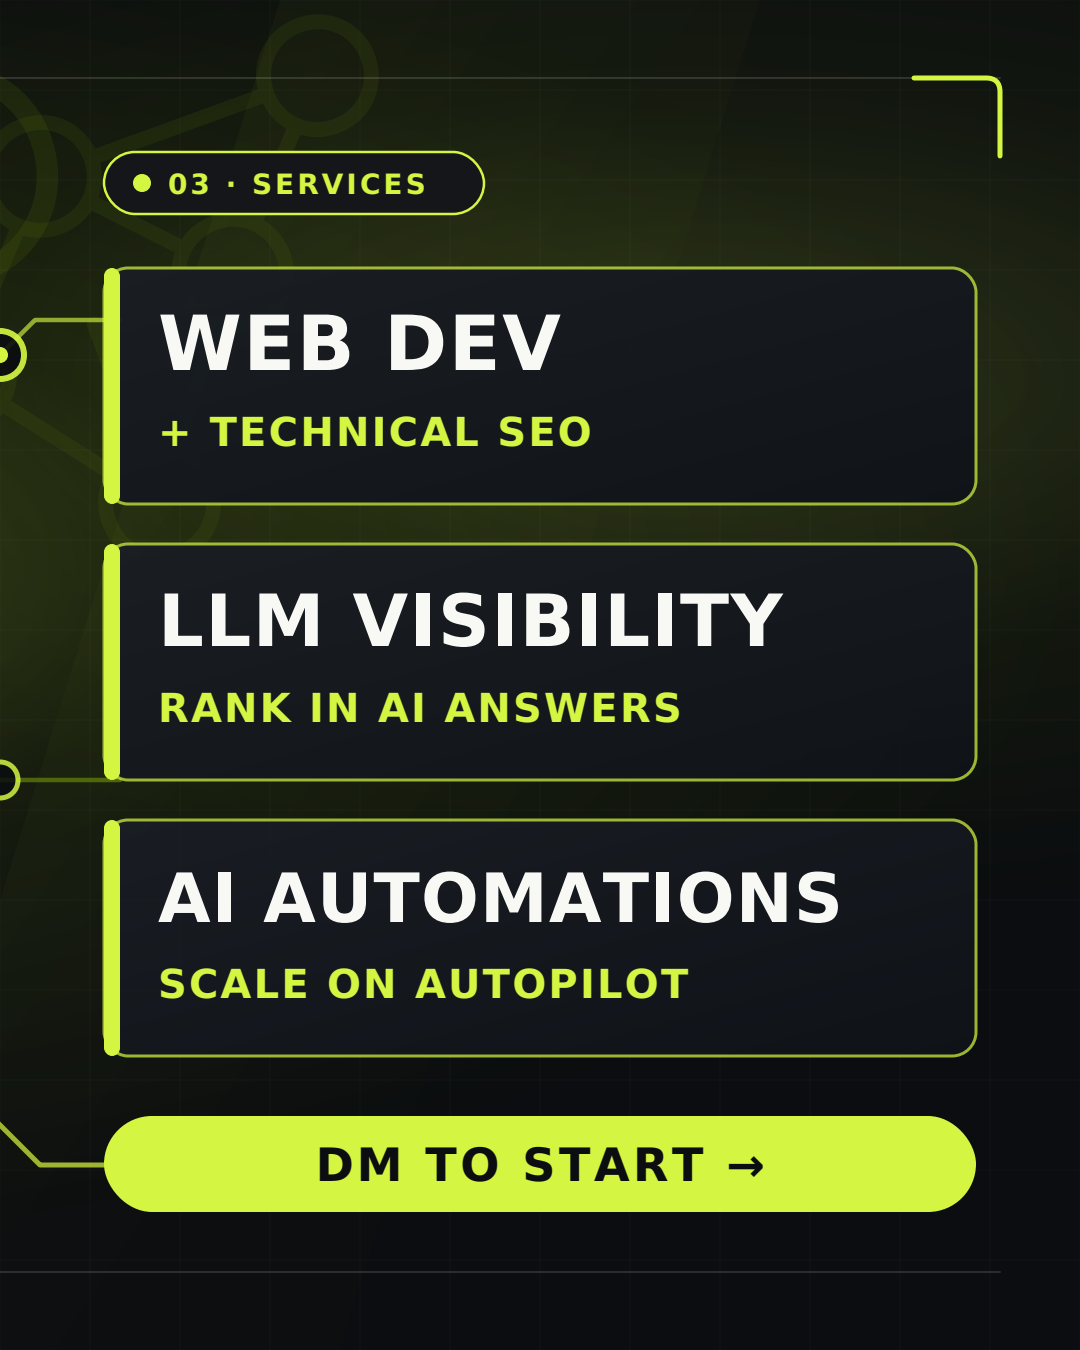 03 · SERVICES
WEB DEV
+ TECHNICAL SEO
LLM VISIBILITY
RANK IN AI ANSWERS
AI AUTOMATIONS
SCALE ON AUTOPILOT
DM TO START →